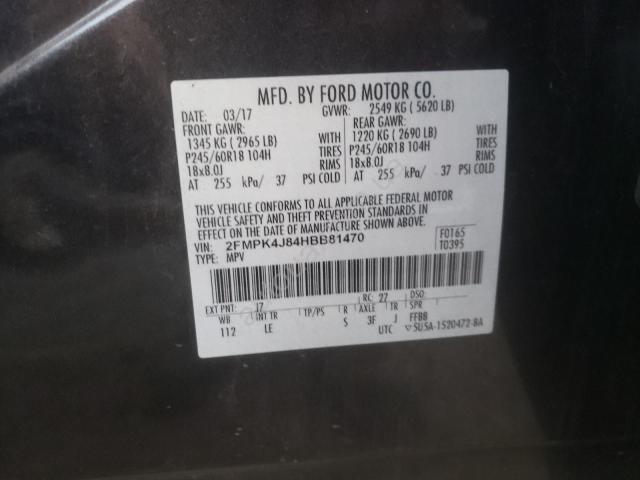 MFD. BY FORD MOTOR CO.
DATE: 03/17 GVWR: 2549 KG ( 5620 LB)
FRONT GAWR: REAR GAWR:
1345 KG ( 2965 LB) 1220 KG ( 2690 LB)
P245/60R18 104H TIRES P245/60R18 104H TIRES
18x8.0J RIMS 18x8.0J RIMS
AT 255 kPa/ 37 PSI COLD AT 255 kPa/ 37 PSI COLD
THIS VEHICLE CONFORMS TO ALL APPLICABLE FEDERAL MOTOR
VEHICLE SAFETY AND THEFT PREVENTION STANDARDS IN
EFFECT ON THE DATE OF MANUFACTURE SHOWN ABOVE.
VIN: 2FMPK4J84HBB81470 F0165
TYPE: MPV T0395
EXT PNT: J7 RC: 27 DSO:
WB INT TR TP/PS R AXLE TR
112 LE S 3F J FFBB
UTC ▽5U5A-1520472-BA